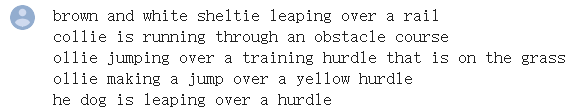 brown and white sheltie leaping over a rail
collie is running through an obstacle course
ollie jumping over a training hurdle that is on the grass
ollie making a jump over a yellow hurdle
he dog is leaping over a hurdle